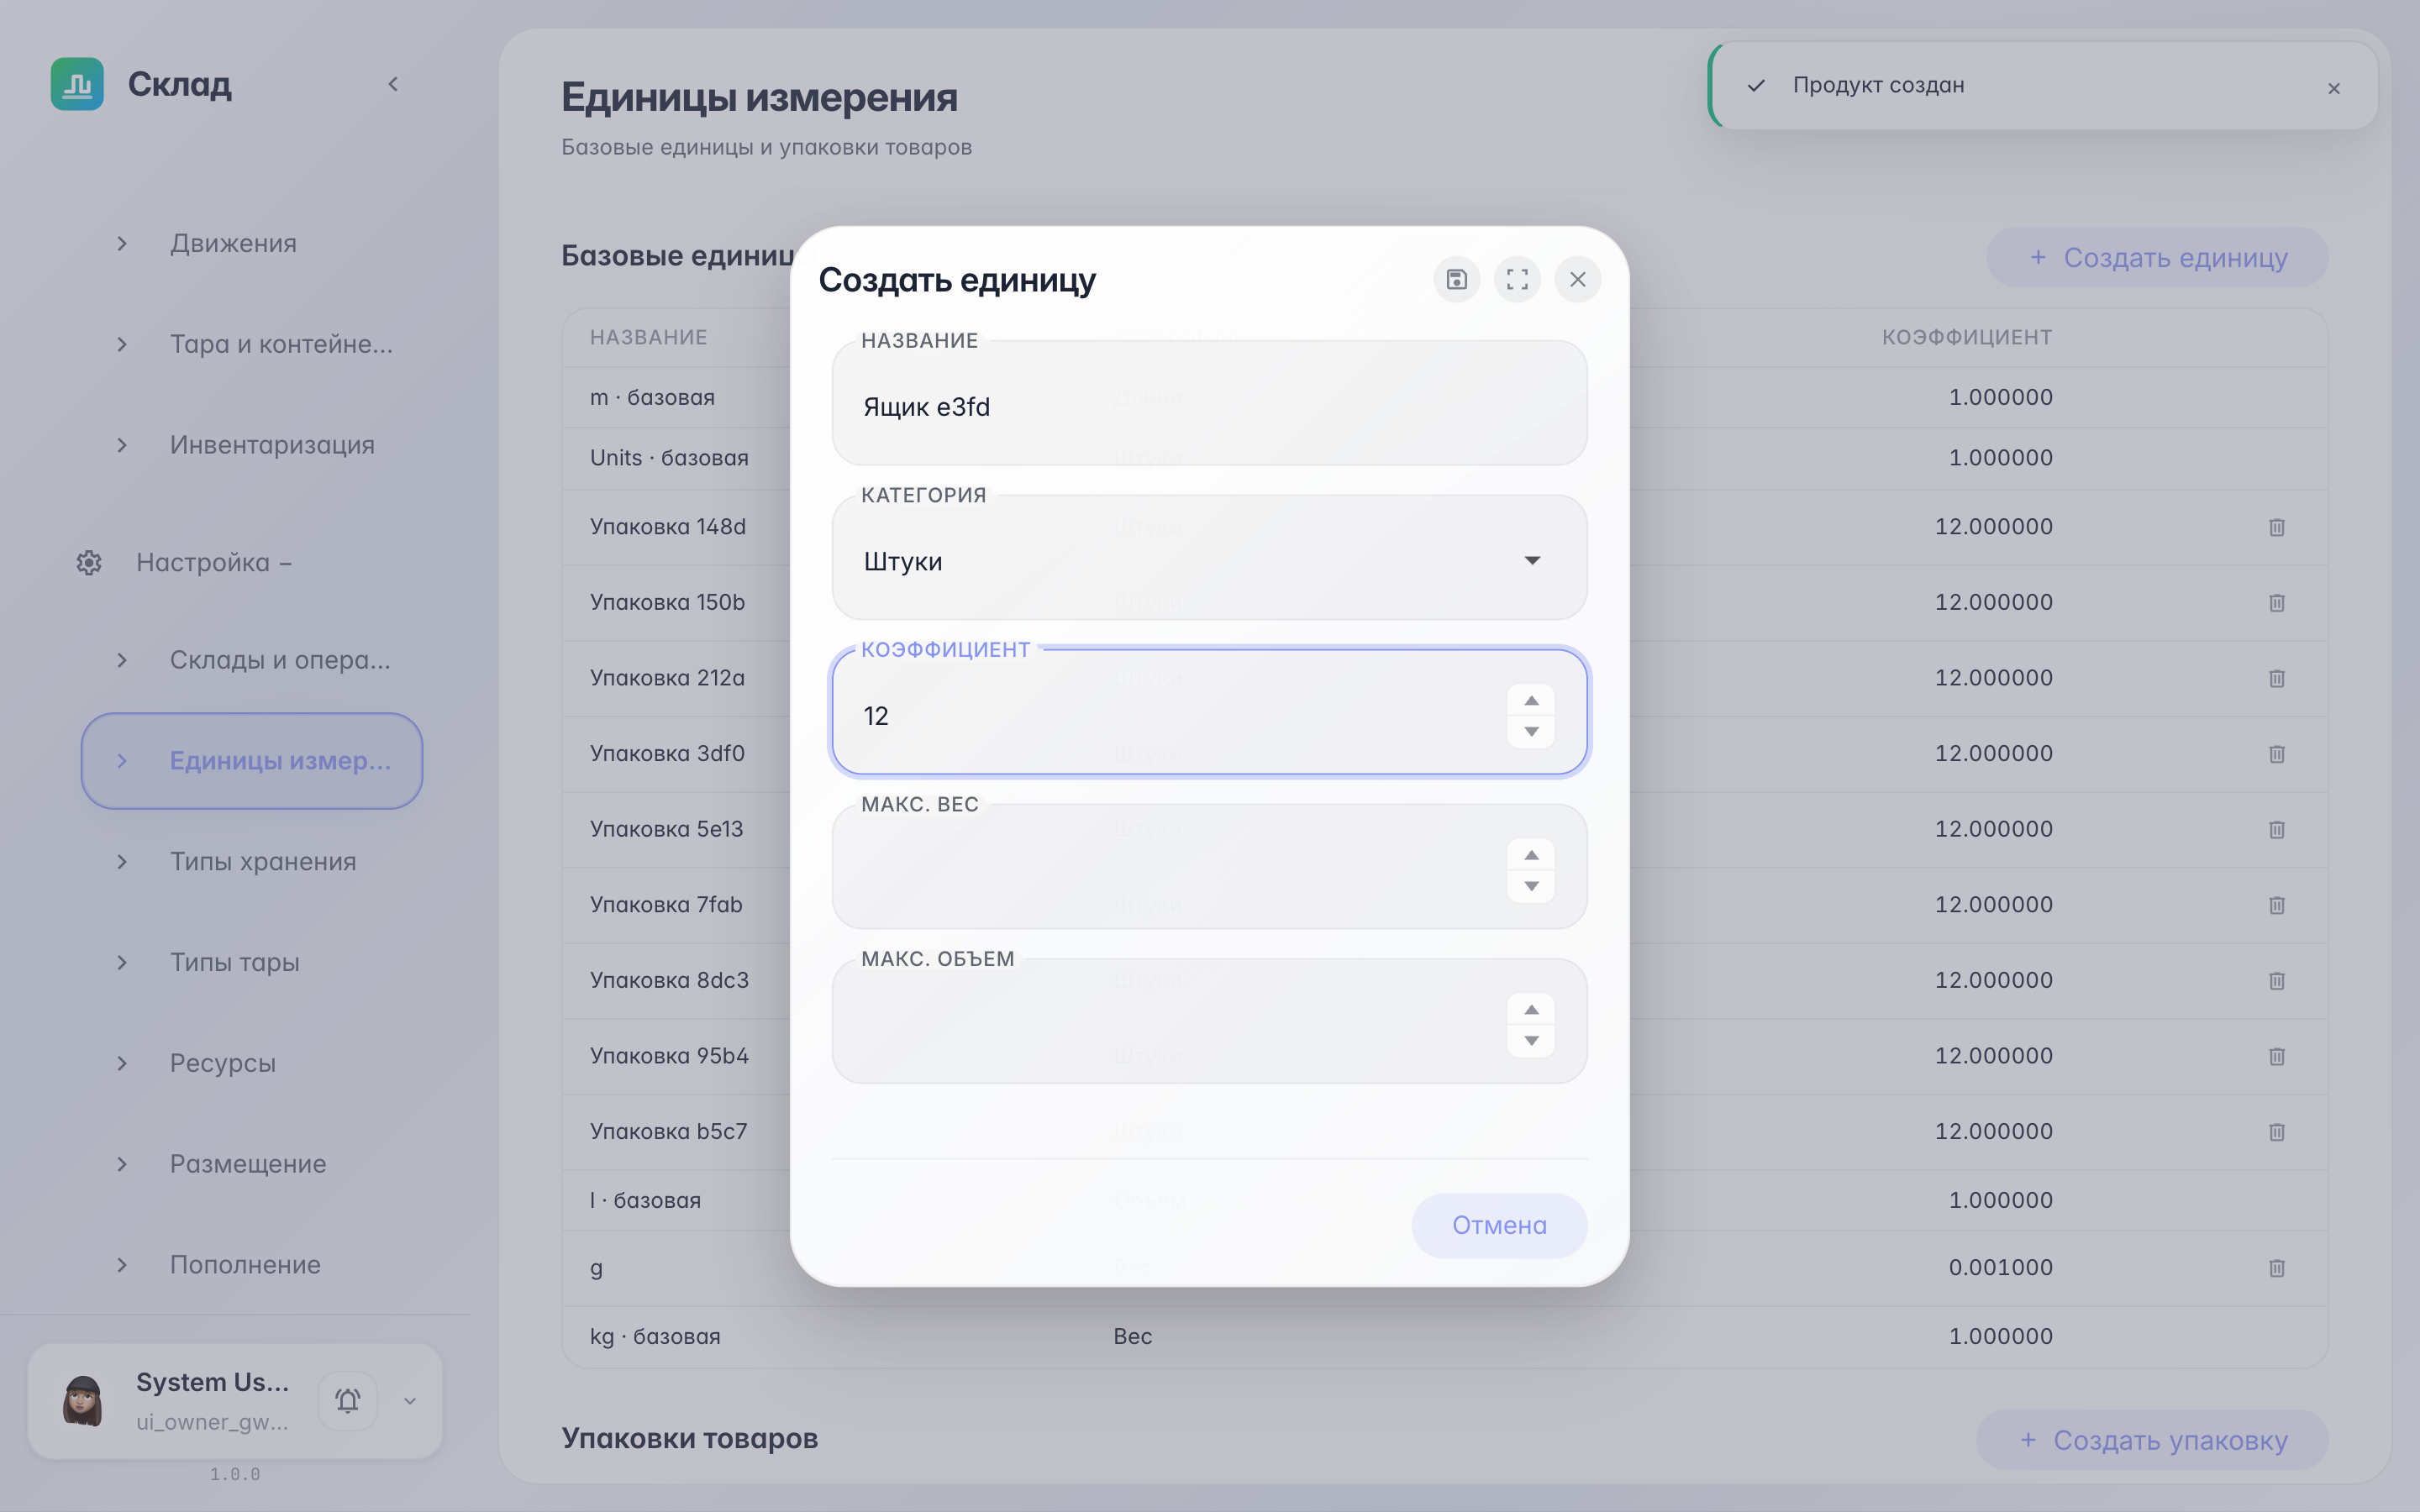 Склад
Движения
Тара и контейне...
Инвентаризация
Настройка –
Склады и опера...
Единицы измер...
Типы хранения
Типы тары
Ресурсы
Размещение
Пополнение
System Us...
ui_owner_gw...
1.0.0
Единицы измерения
Базовые единицы и упаковки товаров
Продукт создан
Базовые единиц
+ Создать единицу
НАЗВАНИЕ
КОЭФФИЦИЕНТ
m · базовая
1.000000
Units · базовая
1.000000
Упаковка 148d
12.000000
Упаковка 150b
12.000000
Упаковка 212a
12.000000
Упаковка 3df0
12.000000
Упаковка 5e13
12.000000
Упаковка 7fab
12.000000
Упаковка 8dc3
12.000000
Упаковка 95b4
12.000000
Упаковка b5c7
12.000000
l · базовая
1.000000
g
0.001000
kg · базовая
Вес
1.000000
Упаковки товаров
+ Создать упаковку
Создать единицу
НАЗВАНИЕ
Ящик e3fd
КАТЕГОРИЯ
Штуки
КОЭФФИЦИЕНТ
12
МАКС. ВЕС
МАКС. ОБЪЕМ
Отмена